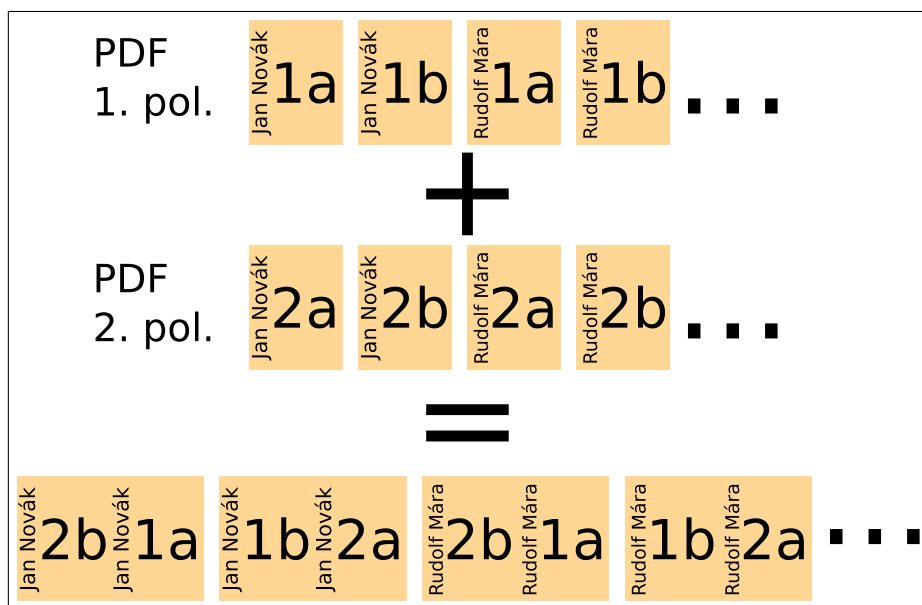 PDF
1. pol.
Jan Novák 1a Jan Novák 1b Rudolf Mára 1a Rudolf Mára 1b ...
+
PDF
2. pol.
Jan Novák 2a Jan Novák 2b Rudolf Mára 2a Rudolf Mára 2b ...
=
Jan Novák 2b Jan Novák 1a Jan Novák 1b Jan Novák 2a Rudolf Mára 2b Rudolf Mára 1a Rudolf Mára 1b Rudolf Mára 2a ...